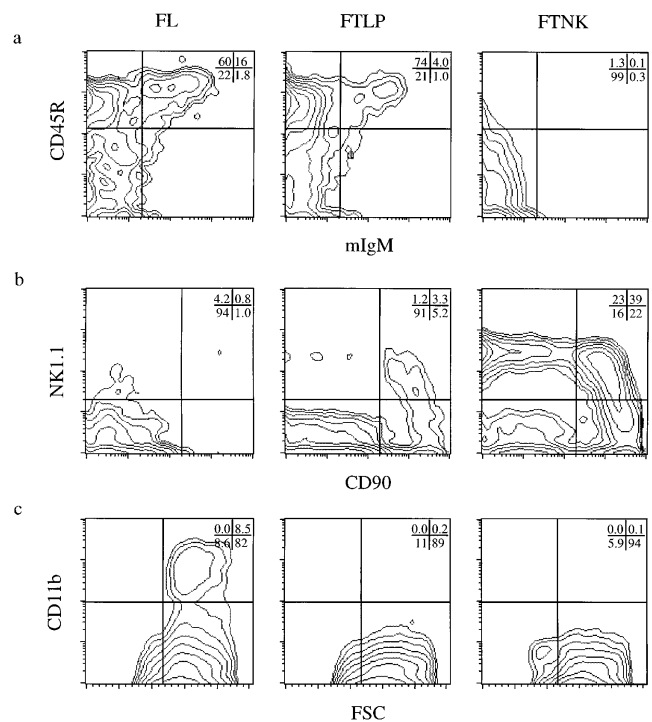 FL FTLP FTNK
a
60 16
22 1.8
74 4.0
21 1.0
1.3 0.1
99 0.3
CD45R
mIgM
b
4.2 0.8
94 1.0
1.2 3.3
91 5.2
23 39
16 22
NK1.1
CD90
c
0.0 8.5
8.6 82
0.0 0.2
11 89
0.0 0.1
5.9 94
CD11b
FSC